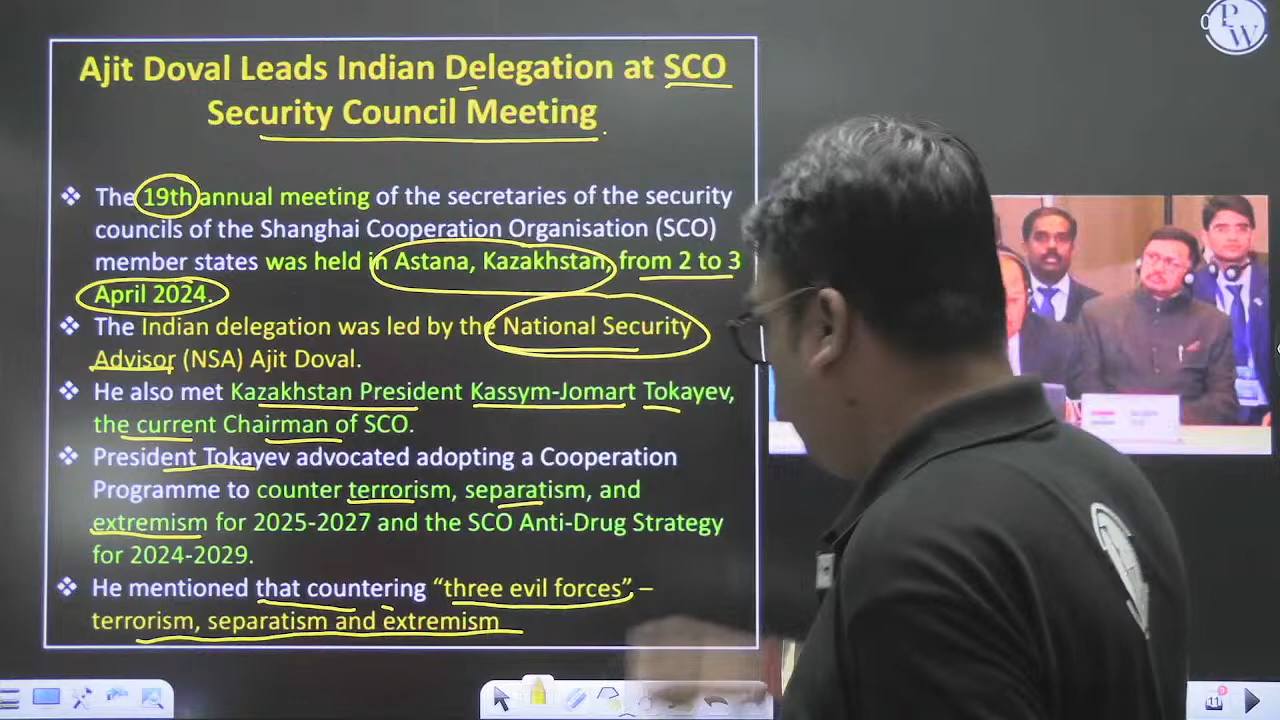 Ajit Doval Leads Indian Delegation at SCO
Security Council Meeting
❖ The 19th annual meeting of the secretaries of the security
councils of the Shanghai Cooperation Organisation (SCO)
member states was held in Astana, Kazakhstan, from 2 to 3
April 2024.
❖ The Indian delegation was led by the National Security
Advisor (NSA) Ajit Doval.
❖ He also met Kazakhstan President Kassym-Jomart Tokayev,
the current Chairman of SCO.
❖ President Tokayev advocated adopting a Cooperation
Programme to counter terrorism, separatism, and
extremism for 2025-2027 and the SCO Anti-Drug Strategy
for 2024-2029.
❖ He mentioned that countering “three evil forces” –
terrorism, separatism and extremism
PW
11